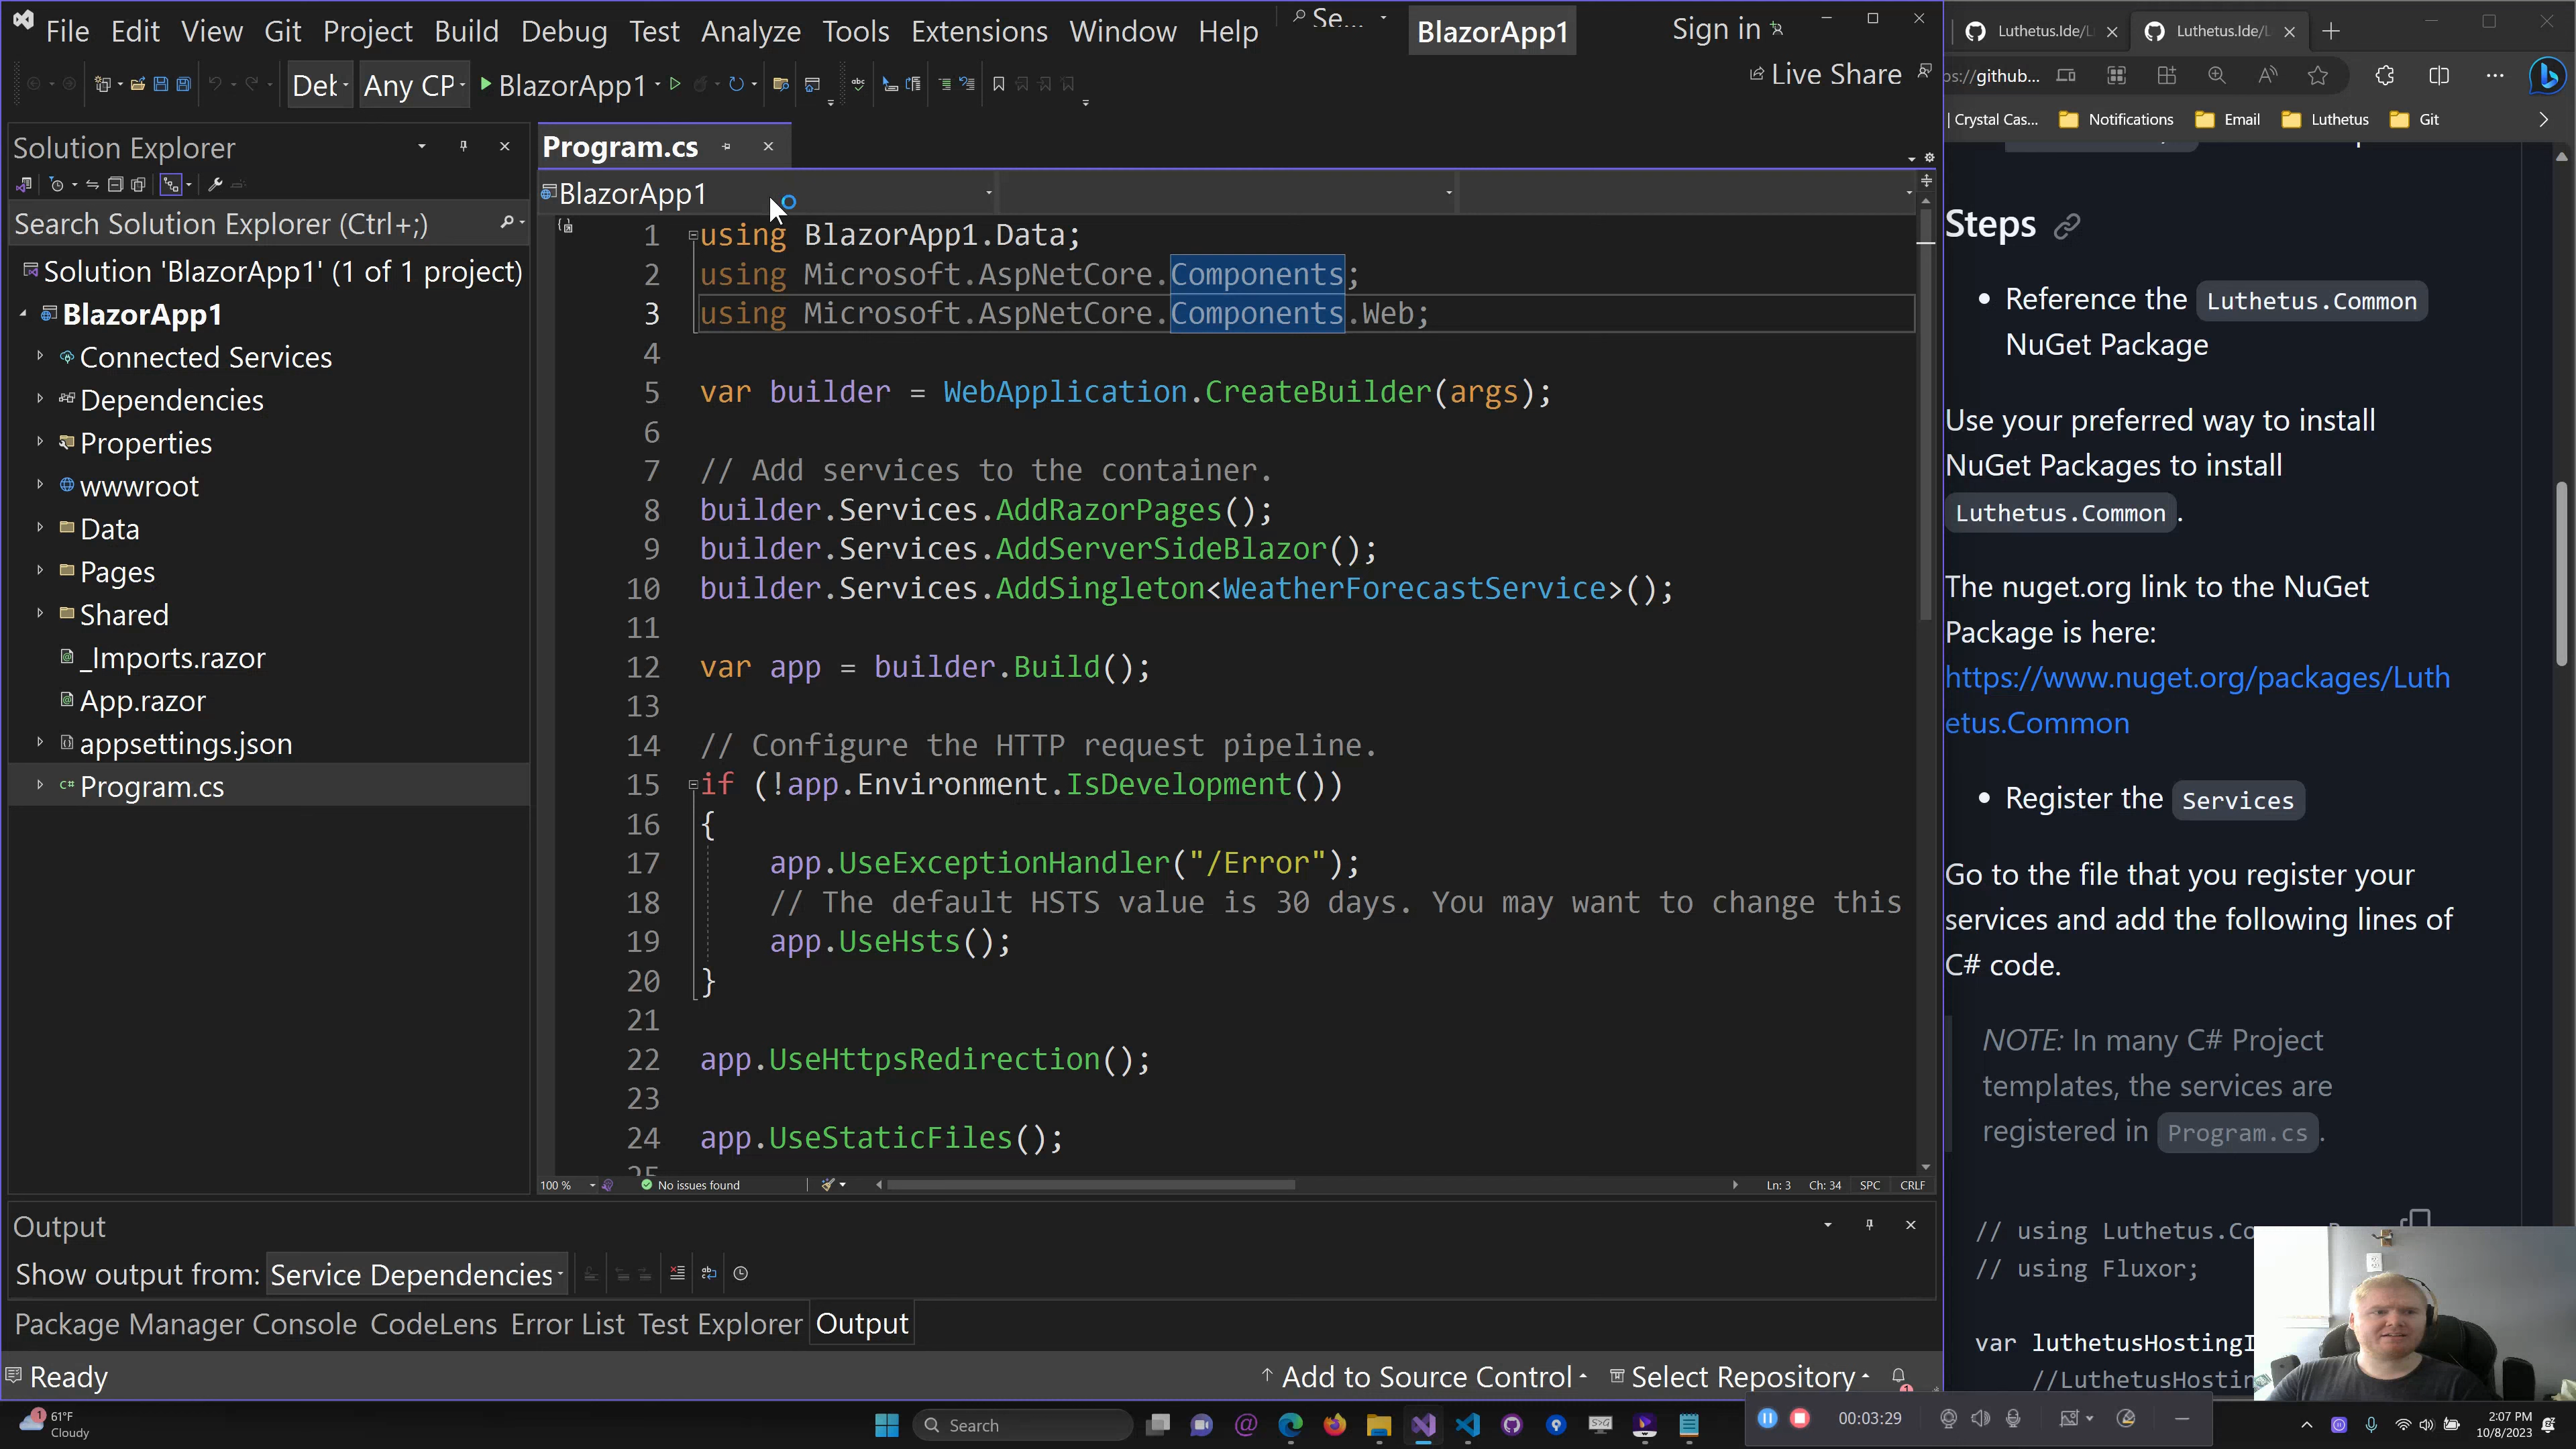 File Edit View Git Project Build Debug Test Analyze Tools Extensions Window Help Se... BlazorApp1 Sign in
Deb Any CP BlazorApp1 Live Share
Solution Explorer
Search Solution Explorer (Ctrl+;)
Solution 'BlazorApp1' (1 of 1 project)
BlazorApp1
Connected Services
Dependencies
Properties
wwwroot
Data
Pages
Shared
_Imports.razor
App.razor
appsettings.json
C# Program.cs
Program.cs
BlazorApp1
1 using BlazorApp1.Data;
2 using Microsoft.AspNetCore.Components;
3 using Microsoft.AspNetCore.Components.Web;
4
5 var builder = WebApplication.CreateBuilder(args);
6
7 // Add services to the container.
8 builder.Services.AddRazorPages();
9 builder.Services.AddServerSideBlazor();
10 builder.Services.AddSingleton<WeatherForecastService>();
11
12 var app = builder.Build();
13
14 // Configure the HTTP request pipeline.
15 if (!app.Environment.IsDevelopment())
16 {
17 app.UseExceptionHandler("/Error");
18 // The default HSTS value is 30 days. You may want to change this
19 app.UseHsts();
20 }
21
22 app.UseHttpsRedirection();
23
24 app.UseStaticFiles();
25
100 % No issues found Ln: 3 Ch: 34 SPC CRLF
Output
Show output from: Service Dependencies
Package Manager Console CodeLens Error List Test Explorer Output
Ready Add to Source Control Select Repository 1
Luthetus.Ide/L Luthetus.Ide/L
ps://github...
Crystal Cas... Notifications Email Luthetus Git
Steps
• Reference the Luthetus.Common
NuGet Package
Use your preferred way to install
NuGet Packages to install
Luthetus.Common .
The nuget.org link to the NuGet
Package is here:
https://www.nuget.org/packages/Luth
etus.Common
• Register the Services
Go to the file that you register your
services and add the following lines of
C# code.
NOTE: In many C# Project
templates, the services are
registered in Program.cs .
// using Luthetus.Co
// using Fluxor;
var luthetusHostingI
//LuthetusHostin
1 61°F
Cloudy
Search
00:03:29
2:07 PM
10/8/2023